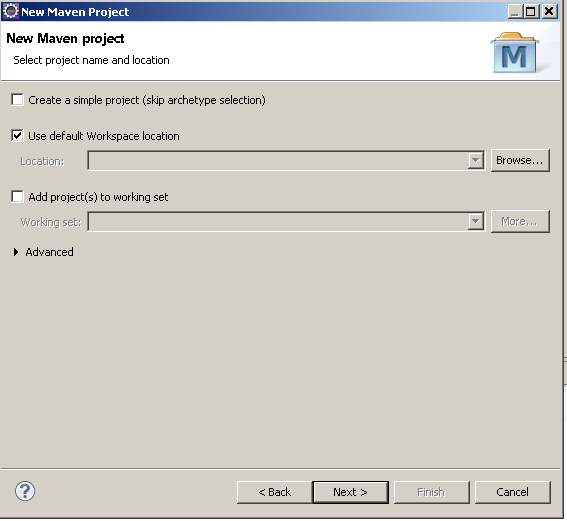 New Maven Project
New Maven project
Select project name and location
M
Create a simple project (skip archetype selection)
Use default Workspace location
Location:
Browse...
Add project(s) to working set
Working set:
More...
Advanced
?
< Back
Next >
Finish
Cancel